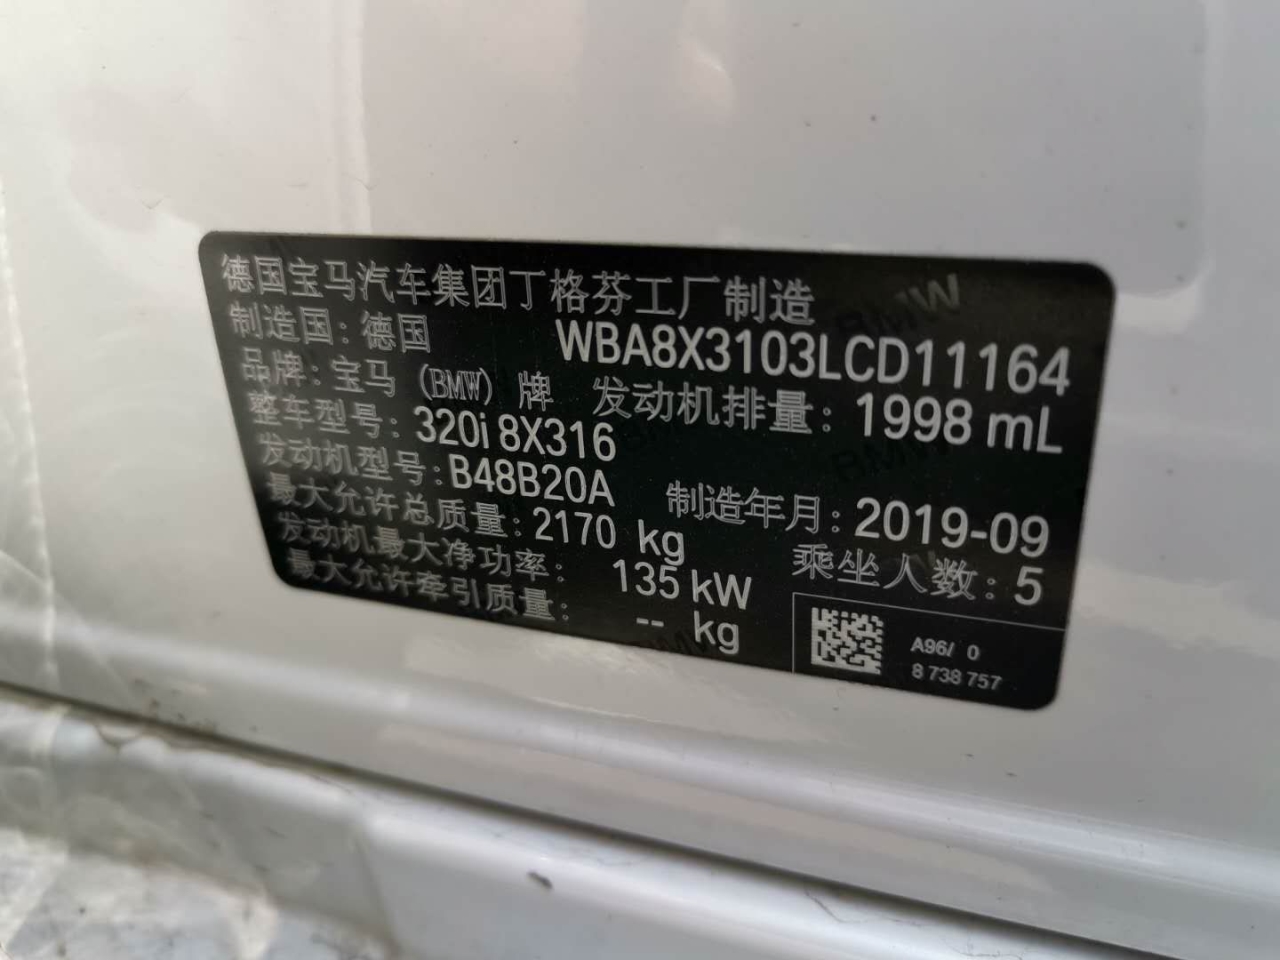 德国宝马汽车集团丁格芬工厂制造
制造国：德国 WBA8X3103LCD11164
品牌：宝马 (BMW) 牌 发动机排量：1998 mL
整车型号：320i 8X316
发动机型号：B48B20A 制造年月：2019-09
最大允许总质量：2170 kg 乘坐人数：5
发动机最大净功率： 135 kW
最大允许牵引质量： -- kg
A96/ 0
8 738 757
BMW
BMW